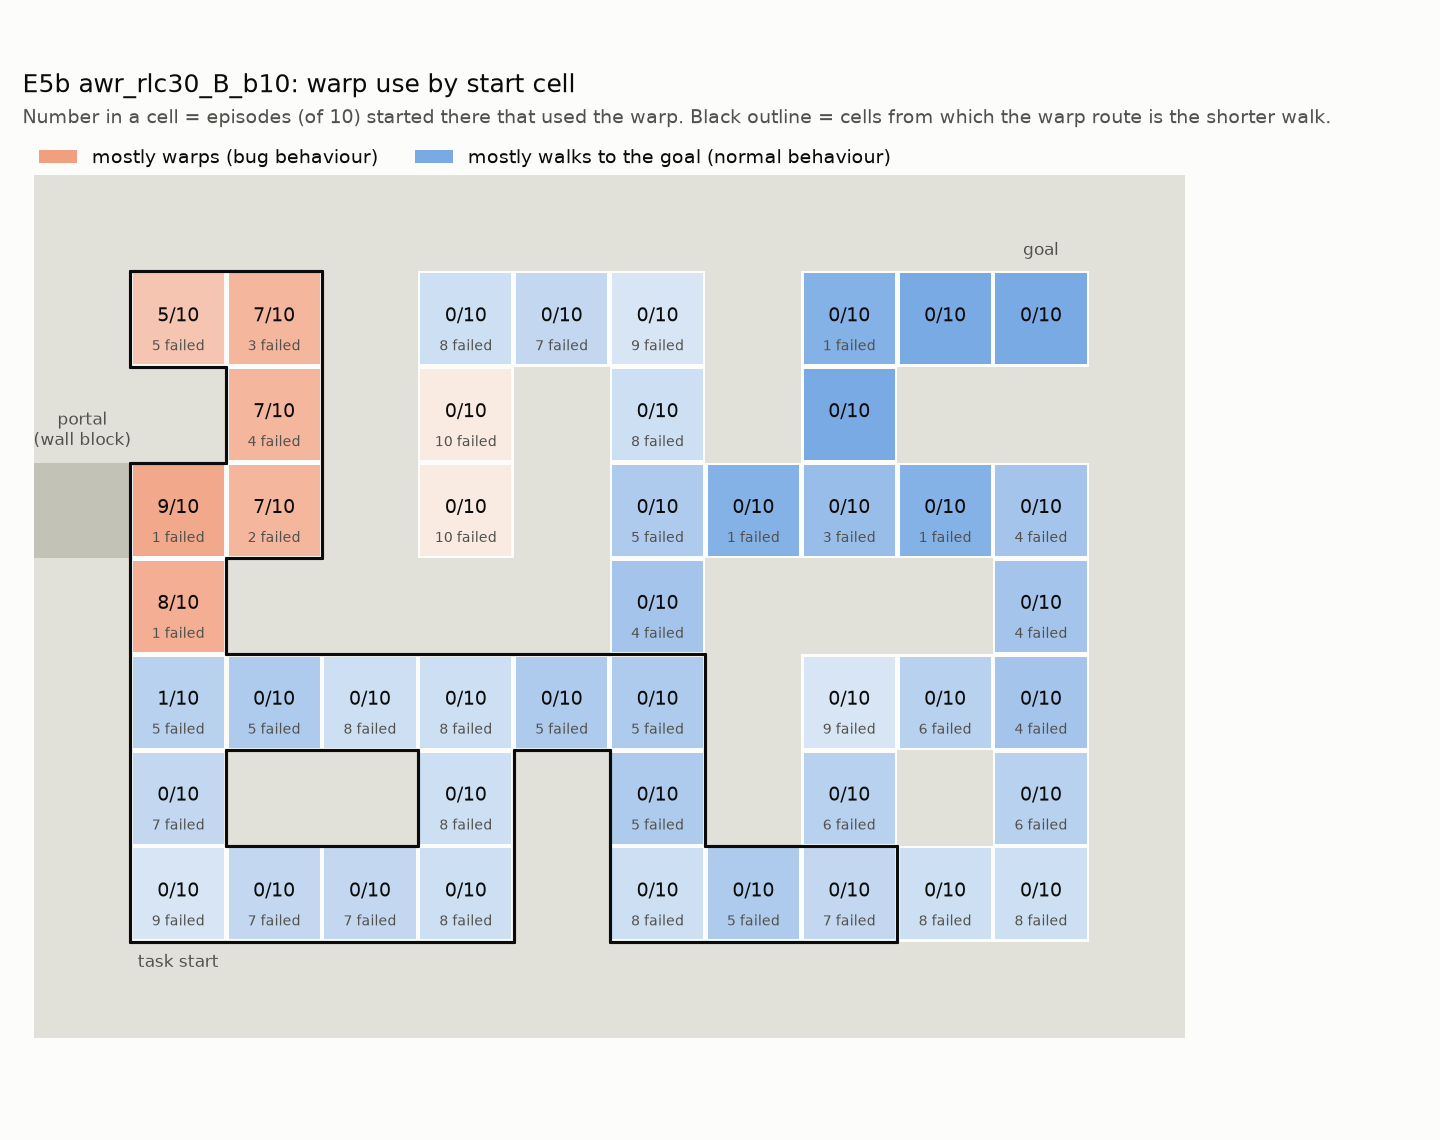 E5b awr_rlc30_B_b10: warp use by start cell
Number in a cell = episodes (of 10) started there that used the warp. Black outline = cells from which the warp route is the shorter walk.
mostly warps (bug behaviour) mostly walks to the goal (normal behaviour)
goal
5/10 7/10 0/10 0/10 0/10 0/10 0/10 0/10
5 failed 3 failed 8 failed 7 failed 9 failed 1 failed
7/10 0/10 0/10 0/10
portal
(wall block)
4 failed 10 failed 8 failed
9/10 7/10 0/10 0/10 0/10 0/10 0/10 0/10
1 failed 2 failed 10 failed 5 failed 1 failed 3 failed 1 failed 4 failed
8/10 0/10 0/10
1 failed 4 failed 4 failed
1/10 0/10 0/10 0/10 0/10 0/10 0/10 0/10 0/10
5 failed 5 failed 8 failed 8 failed 5 failed 5 failed 9 failed 6 failed 4 failed
0/10 0/10 0/10 0/10 0/10
7 failed 8 failed 5 failed 6 failed 6 failed
0/10 0/10 0/10 0/10 0/10 0/10 0/10 0/10 0/10
9 failed 7 failed 7 failed 8 failed 8 failed 5 failed 7 failed 8 failed 8 failed
task start